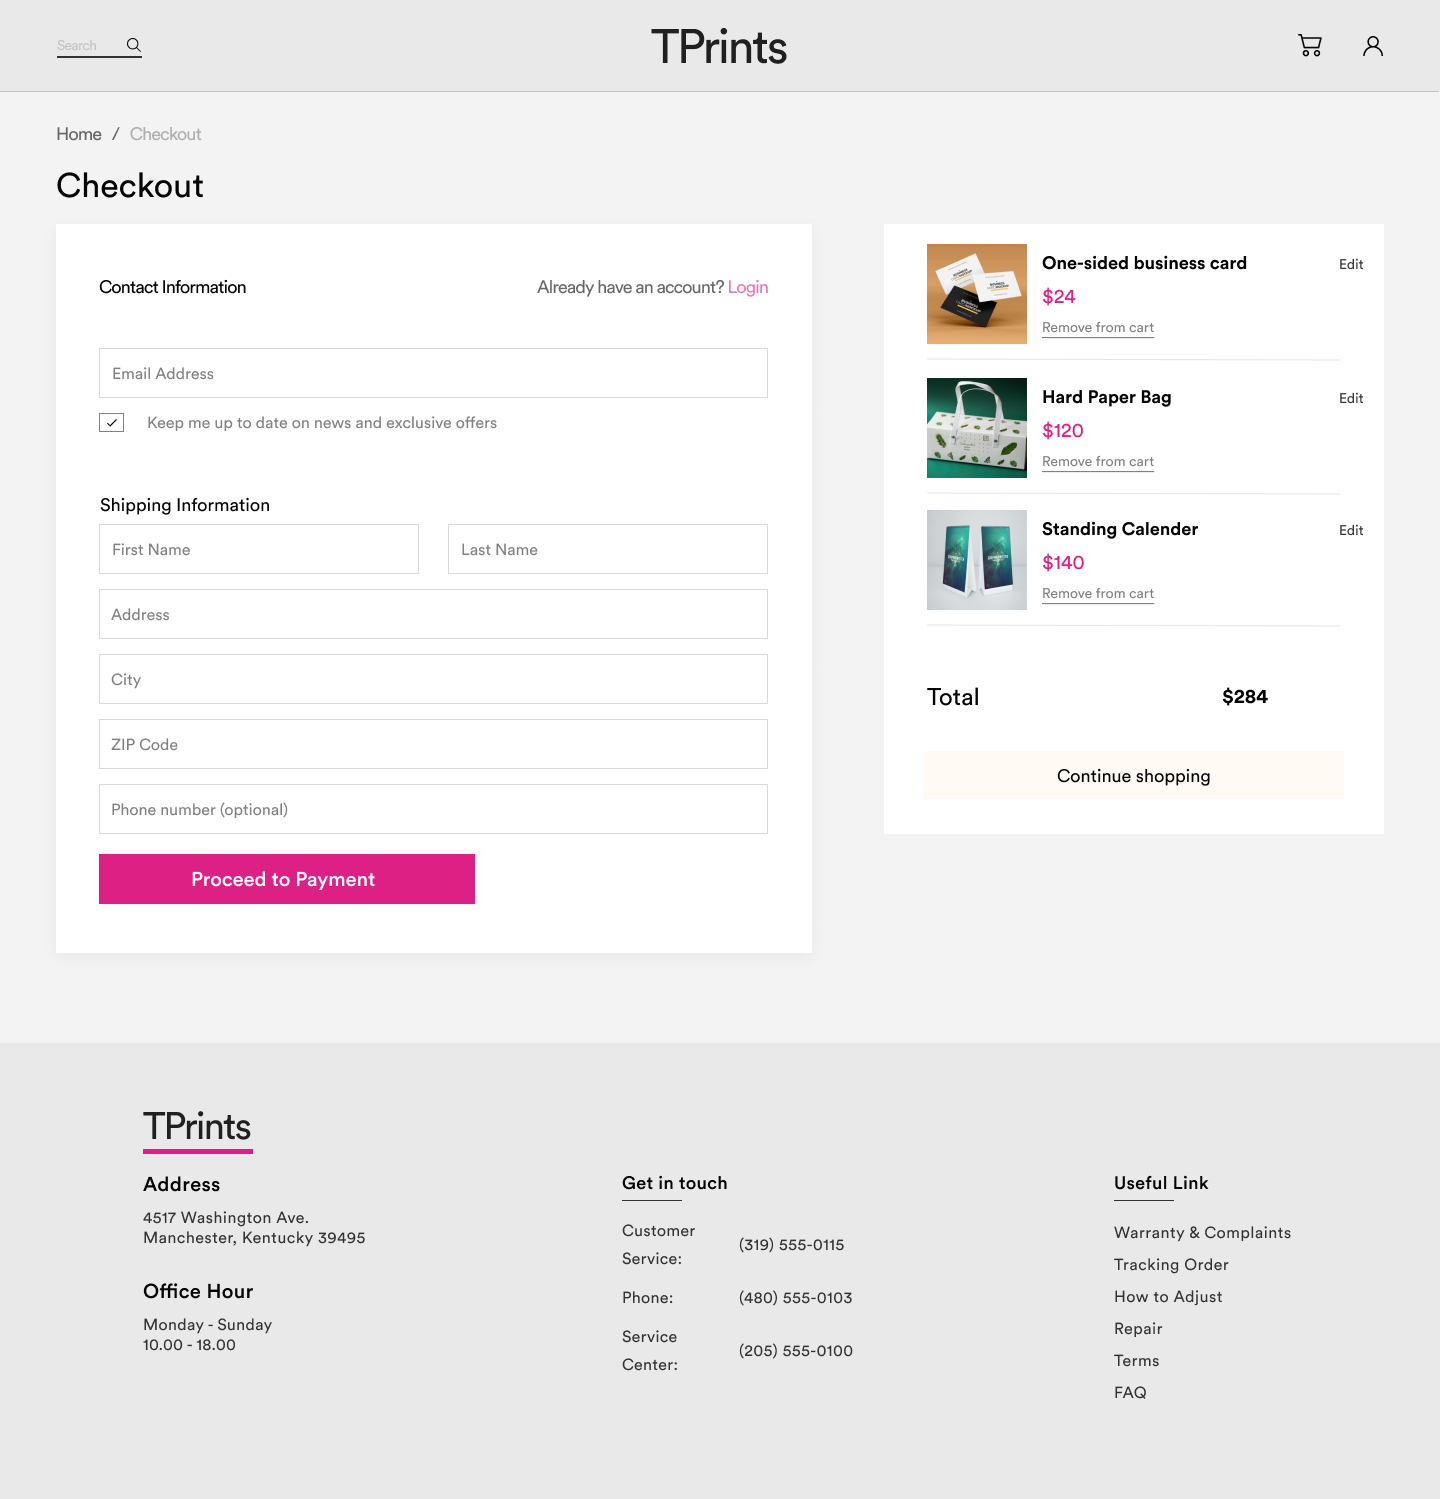 Search
TPrints
Home / Checkout
Checkout
Contact Information
Already have an account? Login
Email Address
Keep me up to date on news and exclusive offers
Shipping Information
First Name
Last Name
Address
City
ZIP Code
Phone number (optional)
Proceed to Payment
One-sided business card
Edit
$24
Remove from cart
Hard Paper Bag
Edit
$120
Remove from cart
Standing Calender
Edit
$140
Remove from cart
Total
$284
Continue shopping
TPrints
Address
4517 Washington Ave.
Manchester, Kentucky 39495
Office Hour
Monday - Sunday
10.00 - 18.00
Get in touch
Customer
Service:
(319) 555-0115
Phone:
(480) 555-0103
Service
Center:
(205) 555-0100
Useful Link
Warranty & Complaints
Tracking Order
How to Adjust
Repair
Terms
FAQ